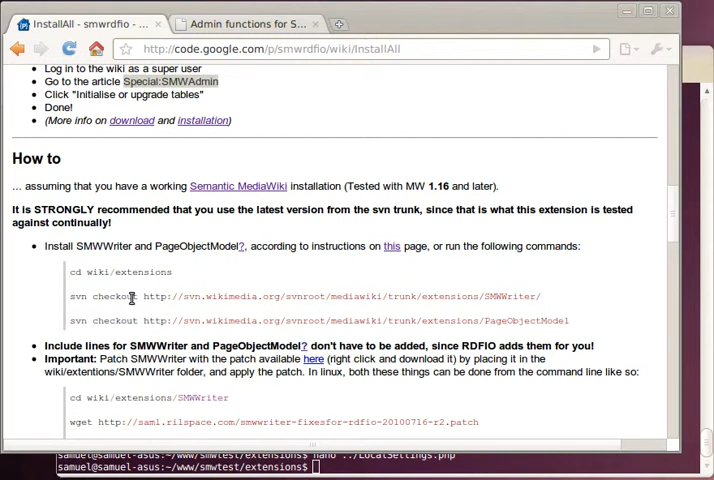 InstallAll - smwrdfio - ...
Admin functions for S...
http://code.google.com/p/smwrdfio/wiki/InstallAll
Log in to the wiki as a super user
Go to the article Special:SMWAdmin
Click "Initialise or upgrade tables"
Done!
(More info on download and installation)
How to
... assuming that you have a working Semantic MediaWiki installation (Tested with MW 1.16 and later).
It is STRONGLY recommended that you use the latest version from the svn trunk, since that is what this extension is tested
against continually!
Install SMWWriter and PageObjectModel?, according to instructions on this page, or run the following commands:
cd wiki/extensions
svn checkout http://svn.wikimedia.org/svnroot/mediawiki/trunk/extensions/SMWWriter/
svn checkout http://svn.wikimedia.org/svnroot/mediawiki/trunk/extensions/PageObjectModel
Include lines for SMWWriter and PageObjectModel? don't have to be added, since RDFIO adds them for you!
Important: Patch SMWWriter with the patch available here (right click and download it) by placing it in the
wiki/extentions/SMWWriter folder, and apply the patch. In linux, both these things can be done from the command line like so:
cd wiki/extensions/SMWWriter
wget http://saml.rilspace.com/smwwriter-fixesfor-rdfio-20100716-r2.patch
samuel@samuel-asus:~/www/smwtest/extensions$ nano ../LocalSettings.php
samuel@samuel-asus:~/www/smwtest/extensions$